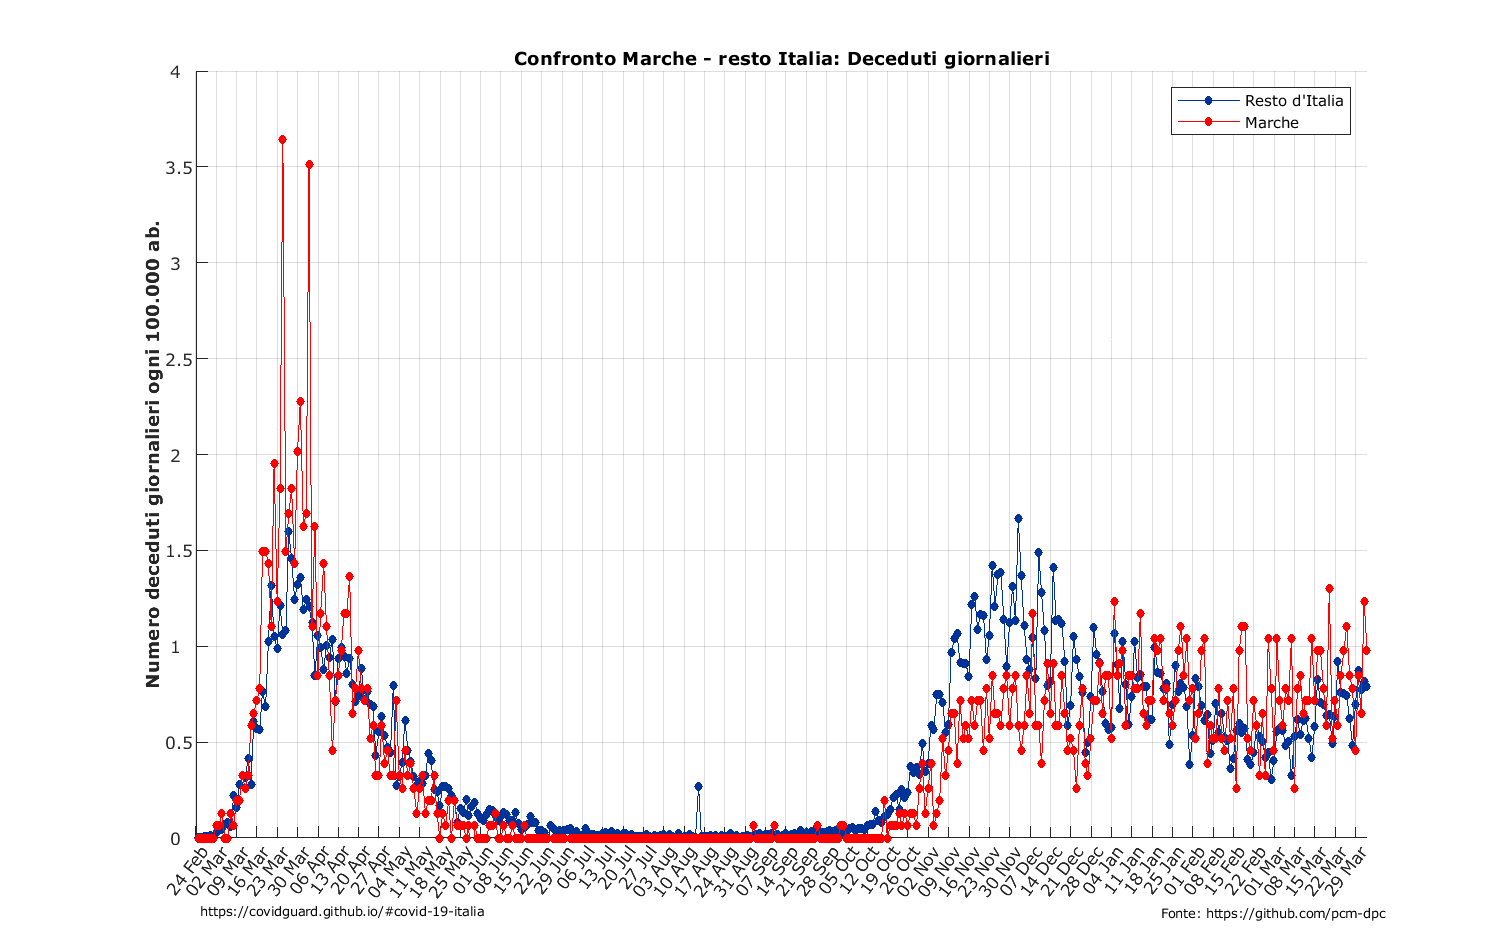 Confronto Marche - resto Italia: Deceduti giornalieri
Resto d'Italia
Marche
Numero deceduti giornalieri ogni 100.000 ab.
4
3.5
3
2.5
2
1.5
1
0.5
0
24 Feb
02 Mar
09 Mar
16 Mar
23 Mar
30 Mar
06 Apr
13 Apr
20 Apr
27 Apr
04 May
11 May
18 May
25 May
01 Jun
08 Jun
15 Jun
22 Jun
29 Jun
06 Jul
13 Jul
20 Jul
27 Jul
03 Aug
10 Aug
17 Aug
24 Aug
31 Aug
07 Sep
14 Sep
21 Sep
28 Sep
05 Oct
12 Oct
19 Oct
26 Oct
02 Nov
09 Nov
16 Nov
23 Nov
30 Nov
07 Dec
14 Dec
21 Dec
28 Dec
04 Jan
11 Jan
18 Jan
25 Jan
01 Feb
08 Feb
15 Feb
22 Feb
01 Mar
08 Mar
15 Mar
22 Mar
29 Mar
https://covidguard.github.io/#covid-19-italia
Fonte: https://github.com/pcm-dpc